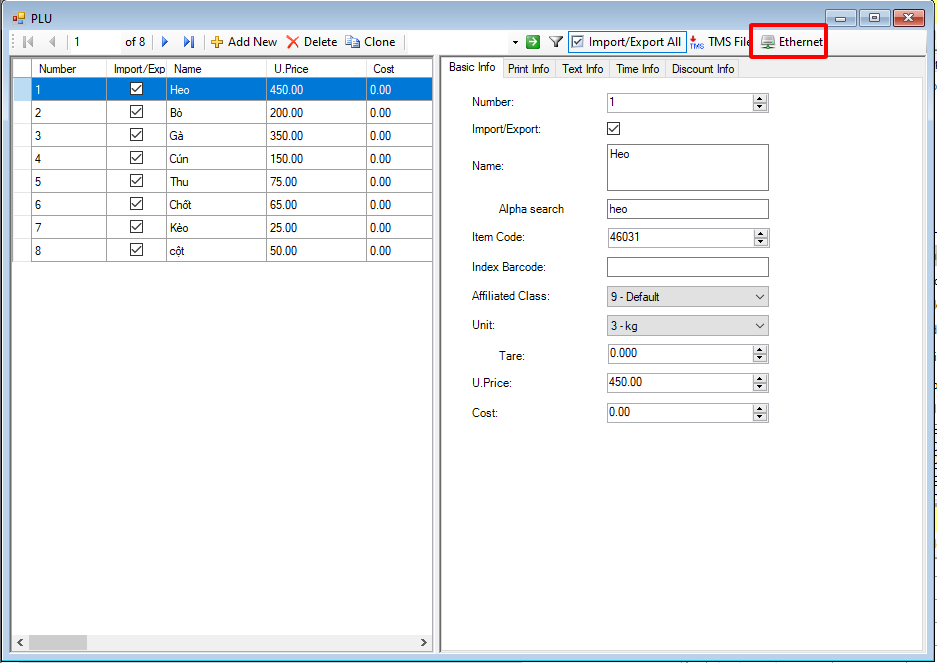 PLU
1 of 8 Add New Delete Clone Import/Export All TMS TMS File Ethernet
Number Import/Exp Name U.Price Cost
1 Heo 450.00 0.00
2 Bò 200.00 0.00
3 Gà 350.00 0.00
4 Cún 150.00 0.00
5 Thu 75.00 0.00
6 Chốt 65.00 0.00
7 Kèo 25.00 0.00
8 cột 50.00 0.00
Basic Info Print Info Text Info Time Info Discount Info
Number: 1
Import/Export:
Name: Heo
Alpha search heo
Item Code: 46031
Index Barcode:
Affiliated Class: 9 - Default
Unit: 3 - kg
Tare: 0.000
U.Price: 450.00
Cost: 0.00